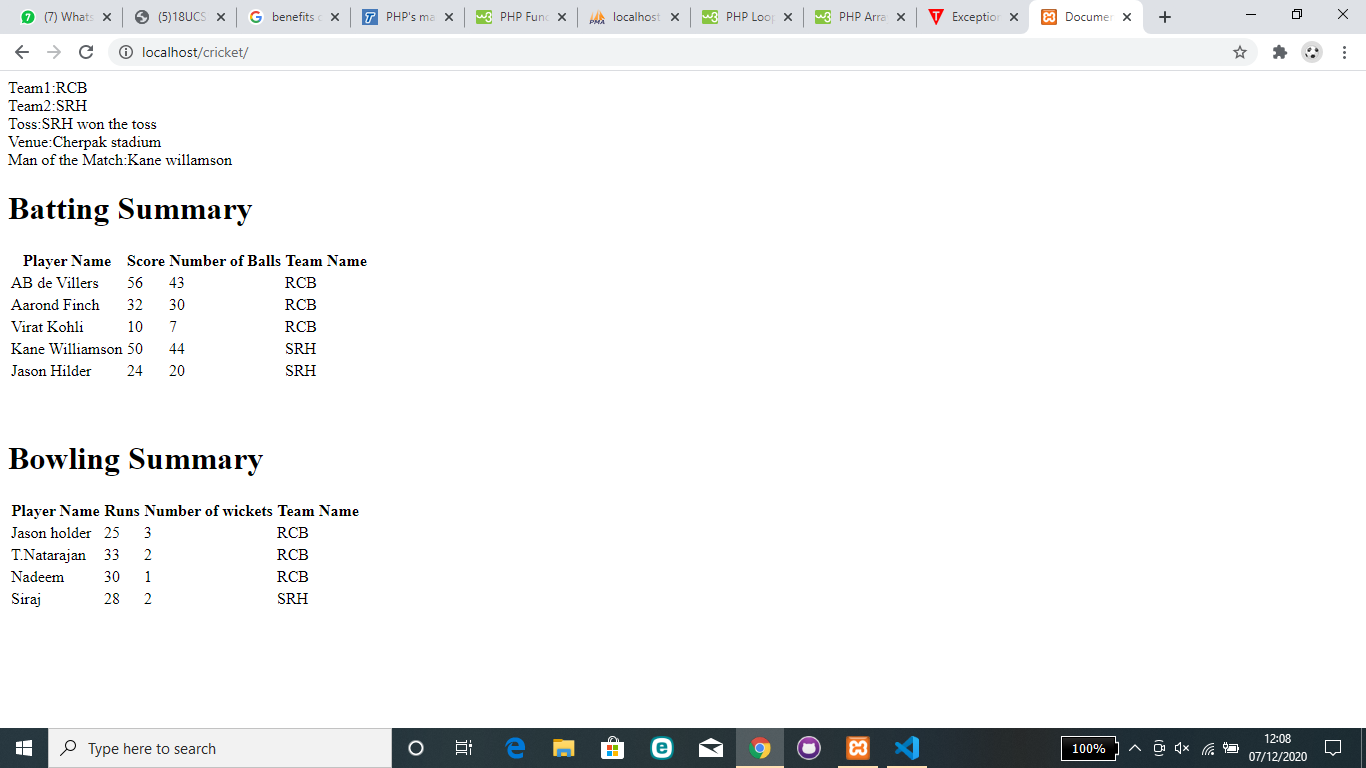 (7) Whats
(5)18UCS
benefits o
PHP's ma
PHP Func
localhost
PHP Loop
PHP Array
Exception
Documen
localhost/cricket/
Team1:RCB
Team2:SRH
Toss:SRH won the toss
Venue:Cherpak stadium
Man of the Match:Kane willamson
Batting Summary
Player Name Score Number of Balls Team Name
AB de Villers 56 43 RCB
Aarond Finch 32 30 RCB
Virat Kohli 10 7 RCB
Kane Williamson 50 44 SRH
Jason Hilder 24 20 SRH
Bowling Summary
Player Name Runs Number of wickets Team Name
Jason holder 25 3 RCB
T.Natarajan 33 2 RCB
Nadeem 30 1 RCB
Siraj 28 2 SRH
Type here to search
100%
12:08
07/12/2020